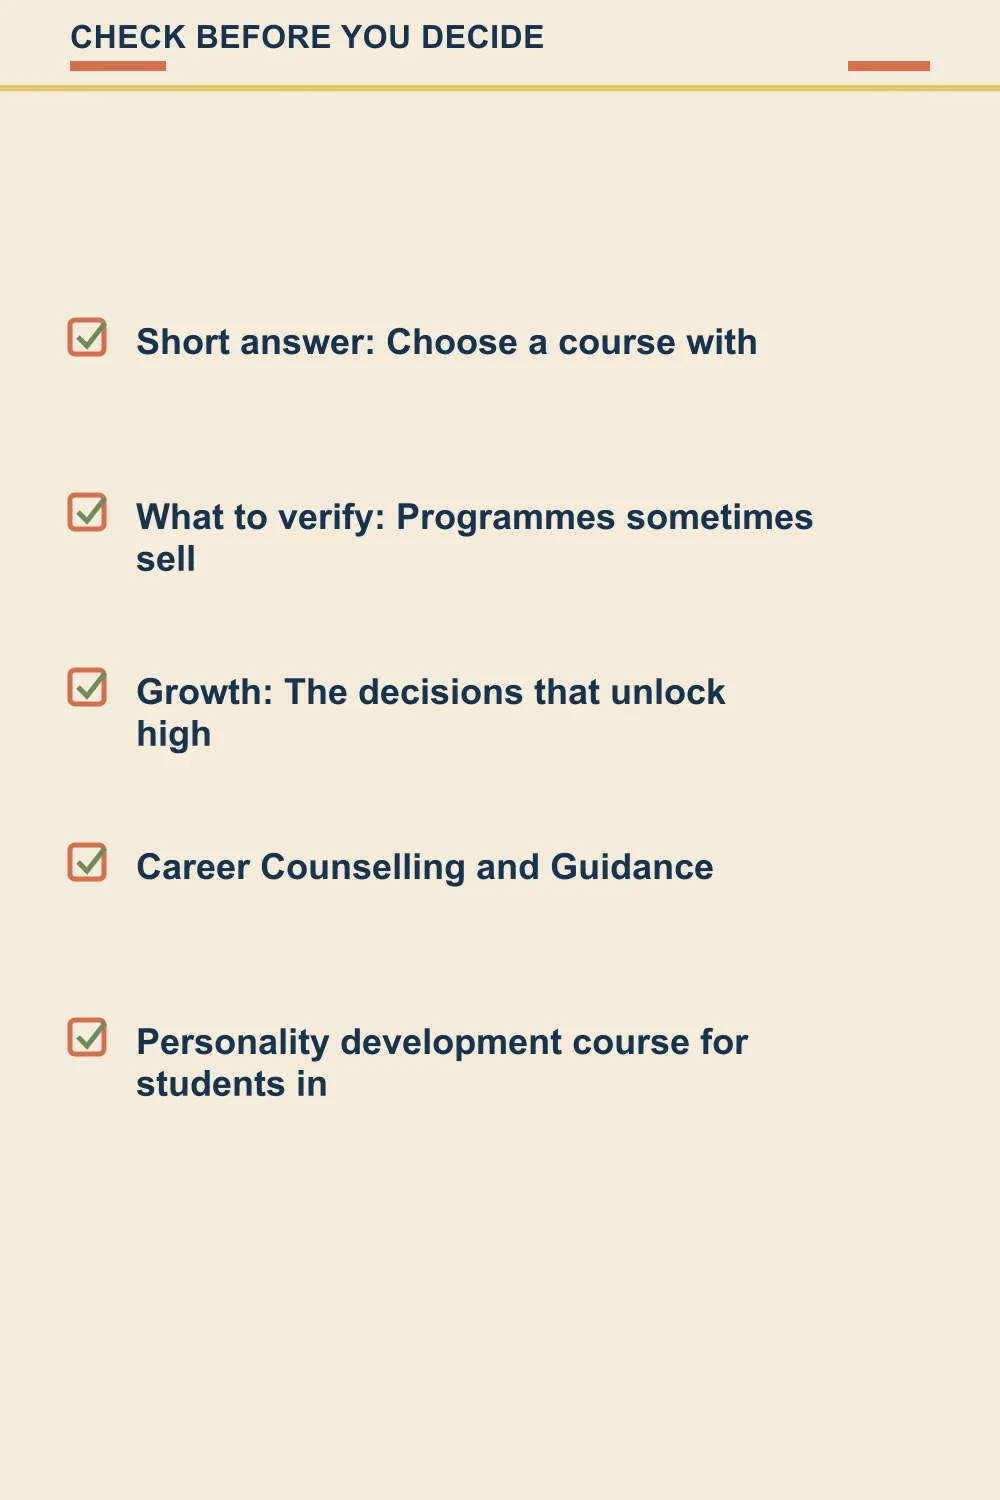 CHECK BEFORE YOU DECIDE
Short answer: Choose a course with
What to verify: Programmes sometimes
sell
Growth: The decisions that unlock
high
Career Counselling and Guidance
Personality development course for
students in